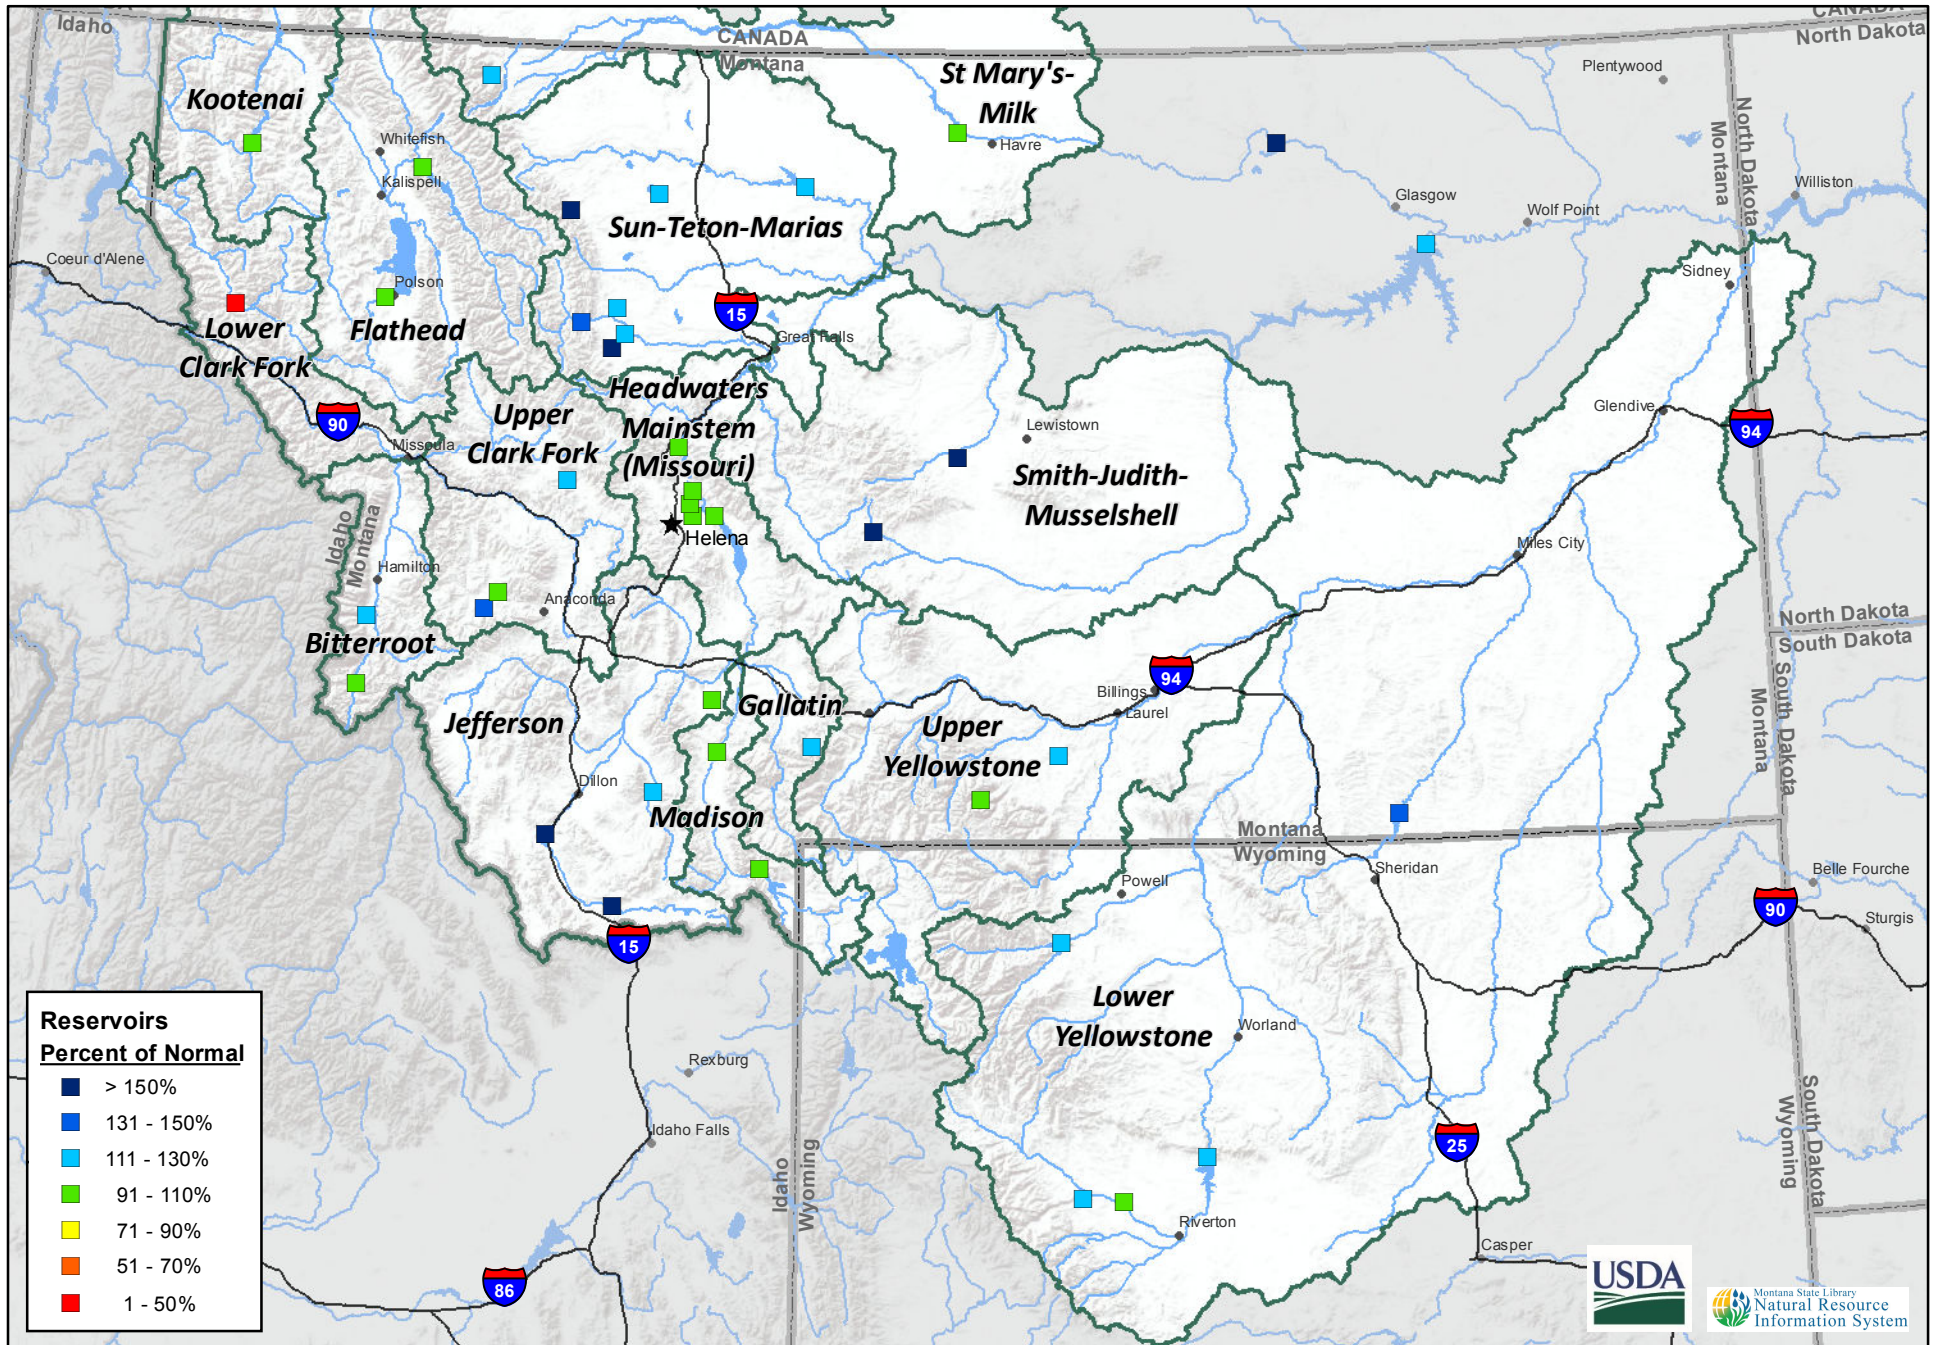 Idaho
CANADA
Montana
CANADA
North Dakota
Kootenai
St Mary's-
Milk
Plentywood
Whitefish
Havre
North Dakota
Montana
Kalispell
Glasgow
Wolf Point
Williston
Sun-Teton-Marias
Cœur d'Alene
Polson
Sidney
15
Lower
Clark Fork
Flathead
Great Falls
Headwaters
Mainstem
(Missouri)
Upper
Clark Fork
90
Missoula
Lewistown
Glendive
94
Smith-Judith-
Musselshell
Helena
Idaho
Montana
Hamilton
Miles City
Anaconda
North Dakota
South Dakota
Bitterroot
94
Billings
Laurel
Gallatin
Jefferson
Upper
Yellowstone
Montana
South Dakota
Dillon
Madison
Montana
Wyoming
Sheridan
Powell
Belle Fourche
90
Sturgis
15
Lower
Yellowstone
Worland
Reservoirs
Percent of Normal
> 150%
131 - 150%
111 - 130%
91 - 110%
71 - 90%
51 - 70%
1 - 50%
Rexburg
Idaho Falls
Idaho
Wyoming
25
South Dakota
Wyoming
Riverton
Casper
86
USDA
Montana State Library
Natural Resource
Information System